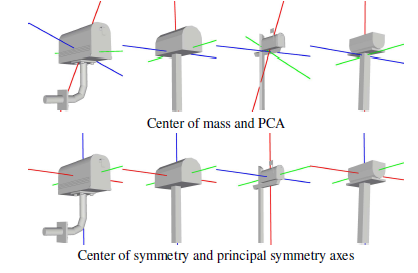 Center of mass and PCA
Center of symmetry and principal symmetry axes